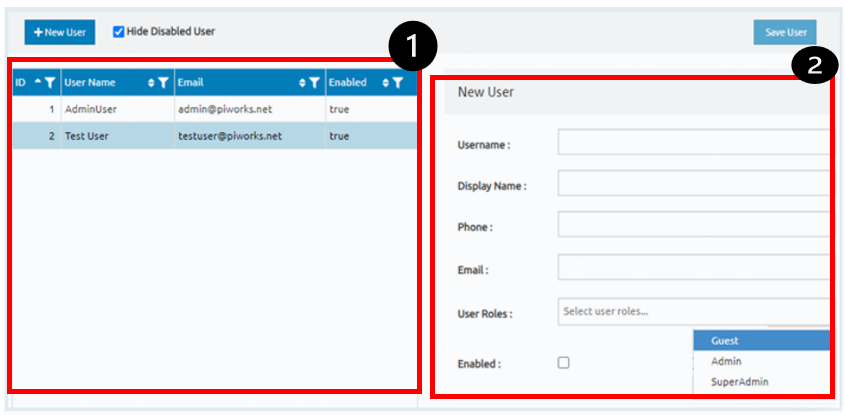 + New User
Hide Disabled User
Save User
1
2
ID User Name Email Enabled
1 AdminUser admin@piworks.net true
2 Test User testuser@piworks.net true
New User
Username :
Display Name :
Phone :
Email :
User Roles : Select user roles...
Guest
Enabled :
Admin
SuperAdmin